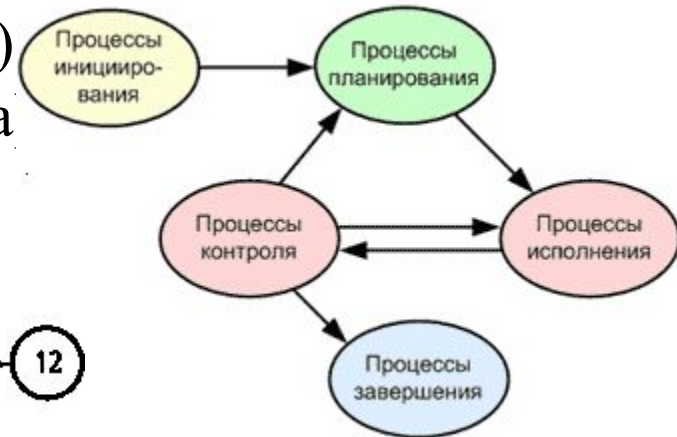 )
а
Процессы
иницииро-
вания
Процессы
планирования
Процессы
контроля
Процессы
исполнения
12
Процессы
завершения